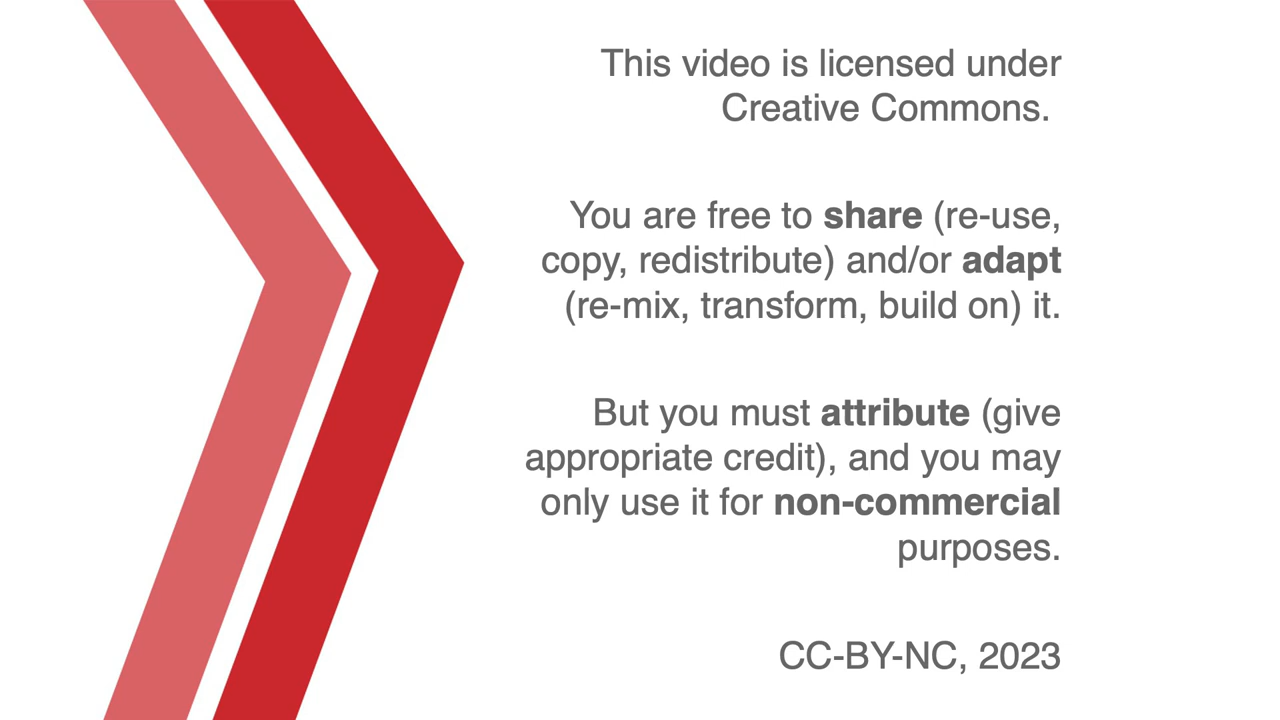 This video is licensed under
Creative Commons.
You are free to share (re-use,
copy, redistribute) and/or adapt
(re-mix, transform, build on) it.
But you must attribute (give
appropriate credit), and you may
only use it for non-commercial
purposes.
CC-BY-NC, 2023